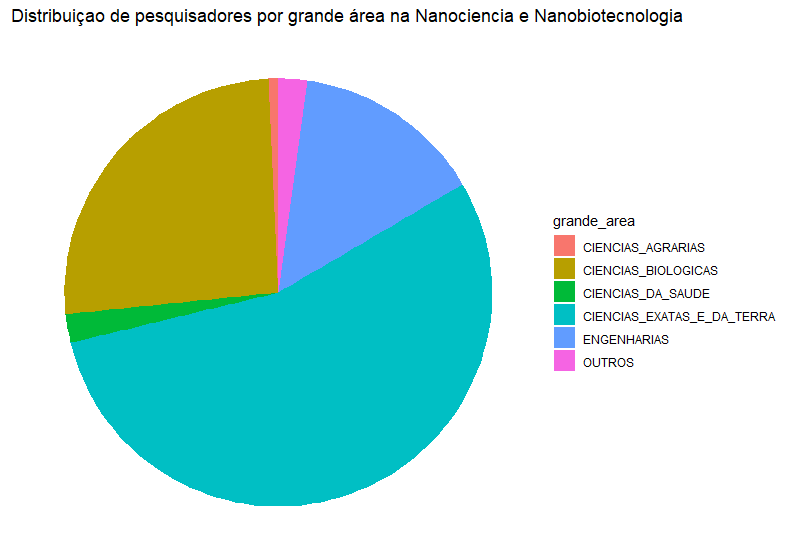 Distribuiçao de pesquisadores por grande área na Nanociencia e Nanobiotecnologia
grande_area
CIENCIAS_AGRARIAS
CIENCIAS_BIOLOGICAS
CIENCIAS_DA_SAUDE
CIENCIAS_EXATAS_E_DA_TERRA
ENGENHARIAS
OUTROS